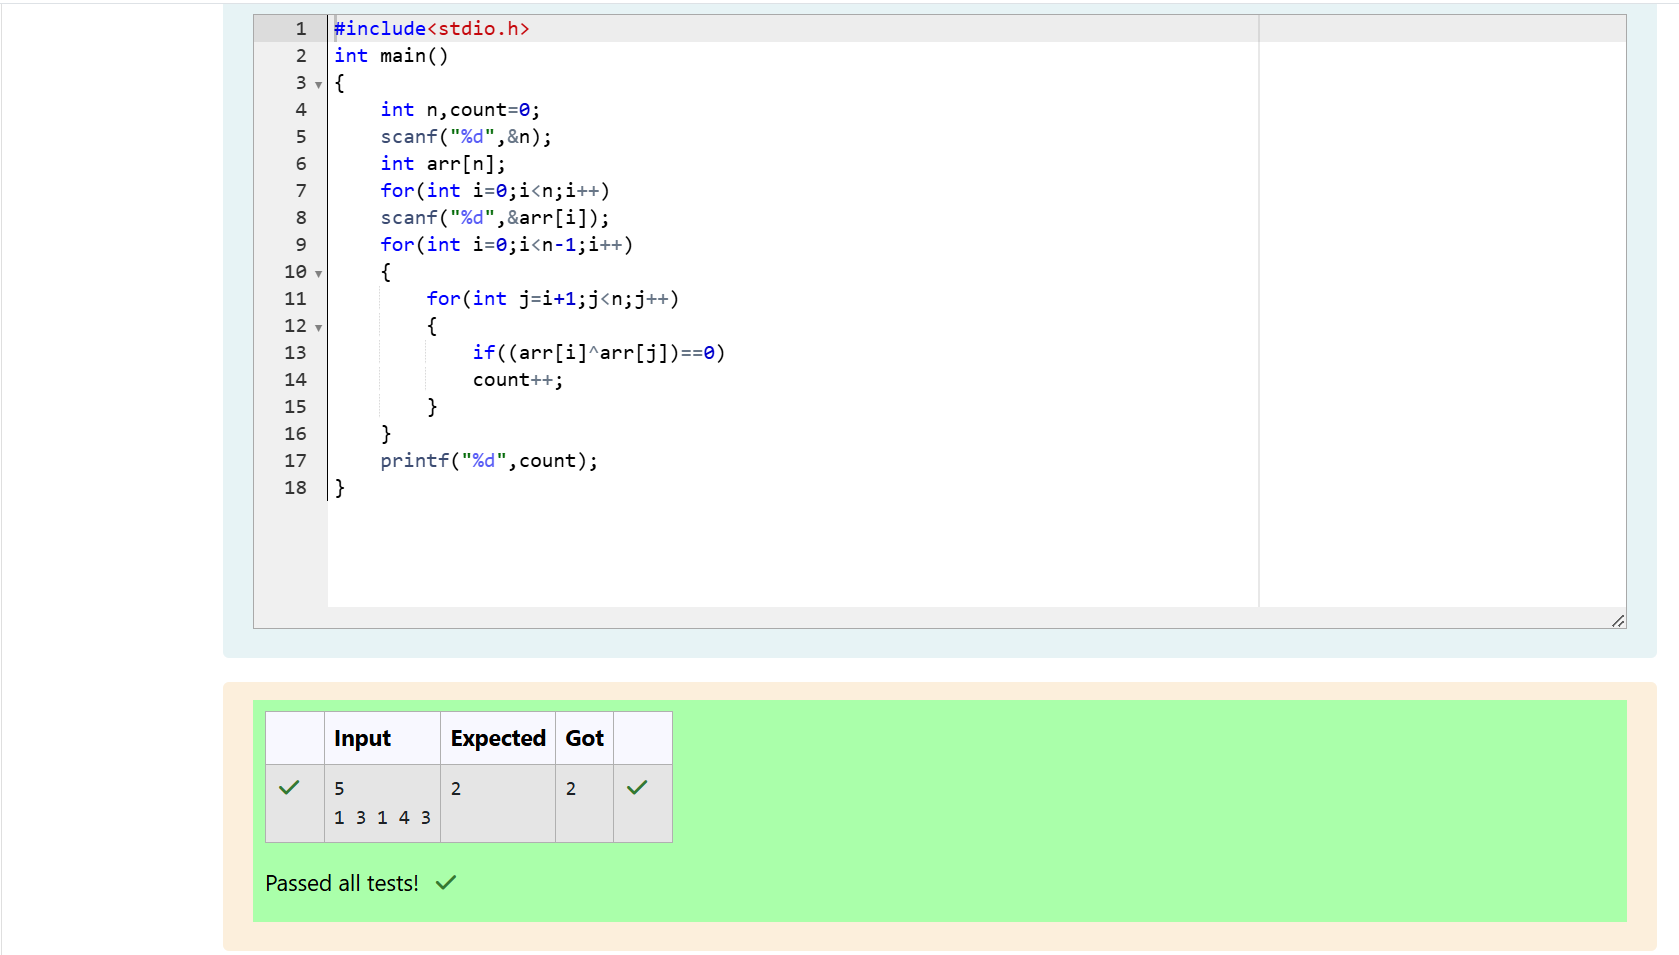 1 #include<stdio.h>
2 int main()
3 {
4     int n,count=0;
5     scanf("%d",&n);
6     int arr[n];
7     for(int i=0;i<n;i++)
8     scanf("%d",&arr[i]);
9     for(int i=0;i<n-1;i++)
10     {
11         for(int j=i+1;j<n;j++)
12         {
13             if((arr[i]^arr[j])==0)
14             count++;
15         }
16     }
17     printf("%d",count);
18 }
Input Expected Got
5 2 2
1 3 1 4 3
Passed all tests!